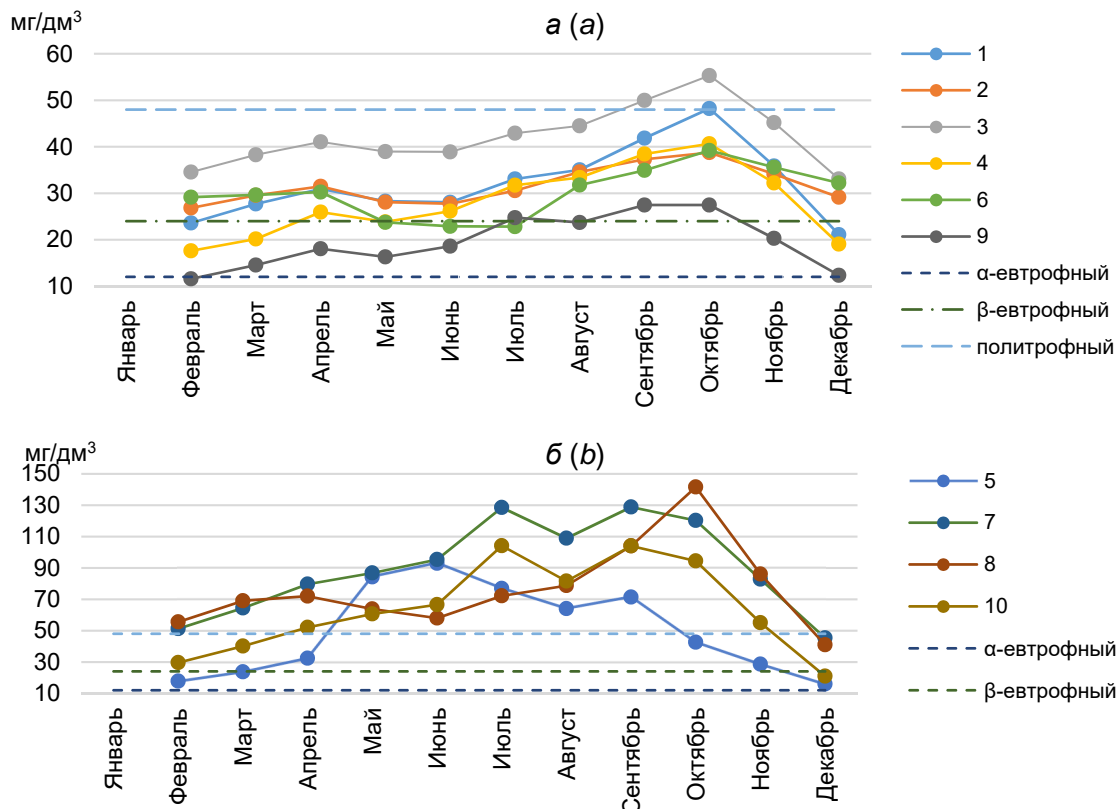 мг/дм³
а (a)
60
50
40
30
20
10
Январь
Февраль
Март
Апрель
Май
Июнь
Июль
Август
Сентябрь
Октябрь
Ноябрь
Декабрь
1
2
3
4
6
9
α-евтрофный
β-евтрофный
политрофный
мг/дм³
б (b)
150
130
110
90
70
50
30
10
Январь
Февраль
Март
Апрель
Май
Июнь
Июль
Август
Сентябрь
Октябрь
Ноябрь
Декабрь
5
7
8
10
α-евтрофный
β-евтрофный